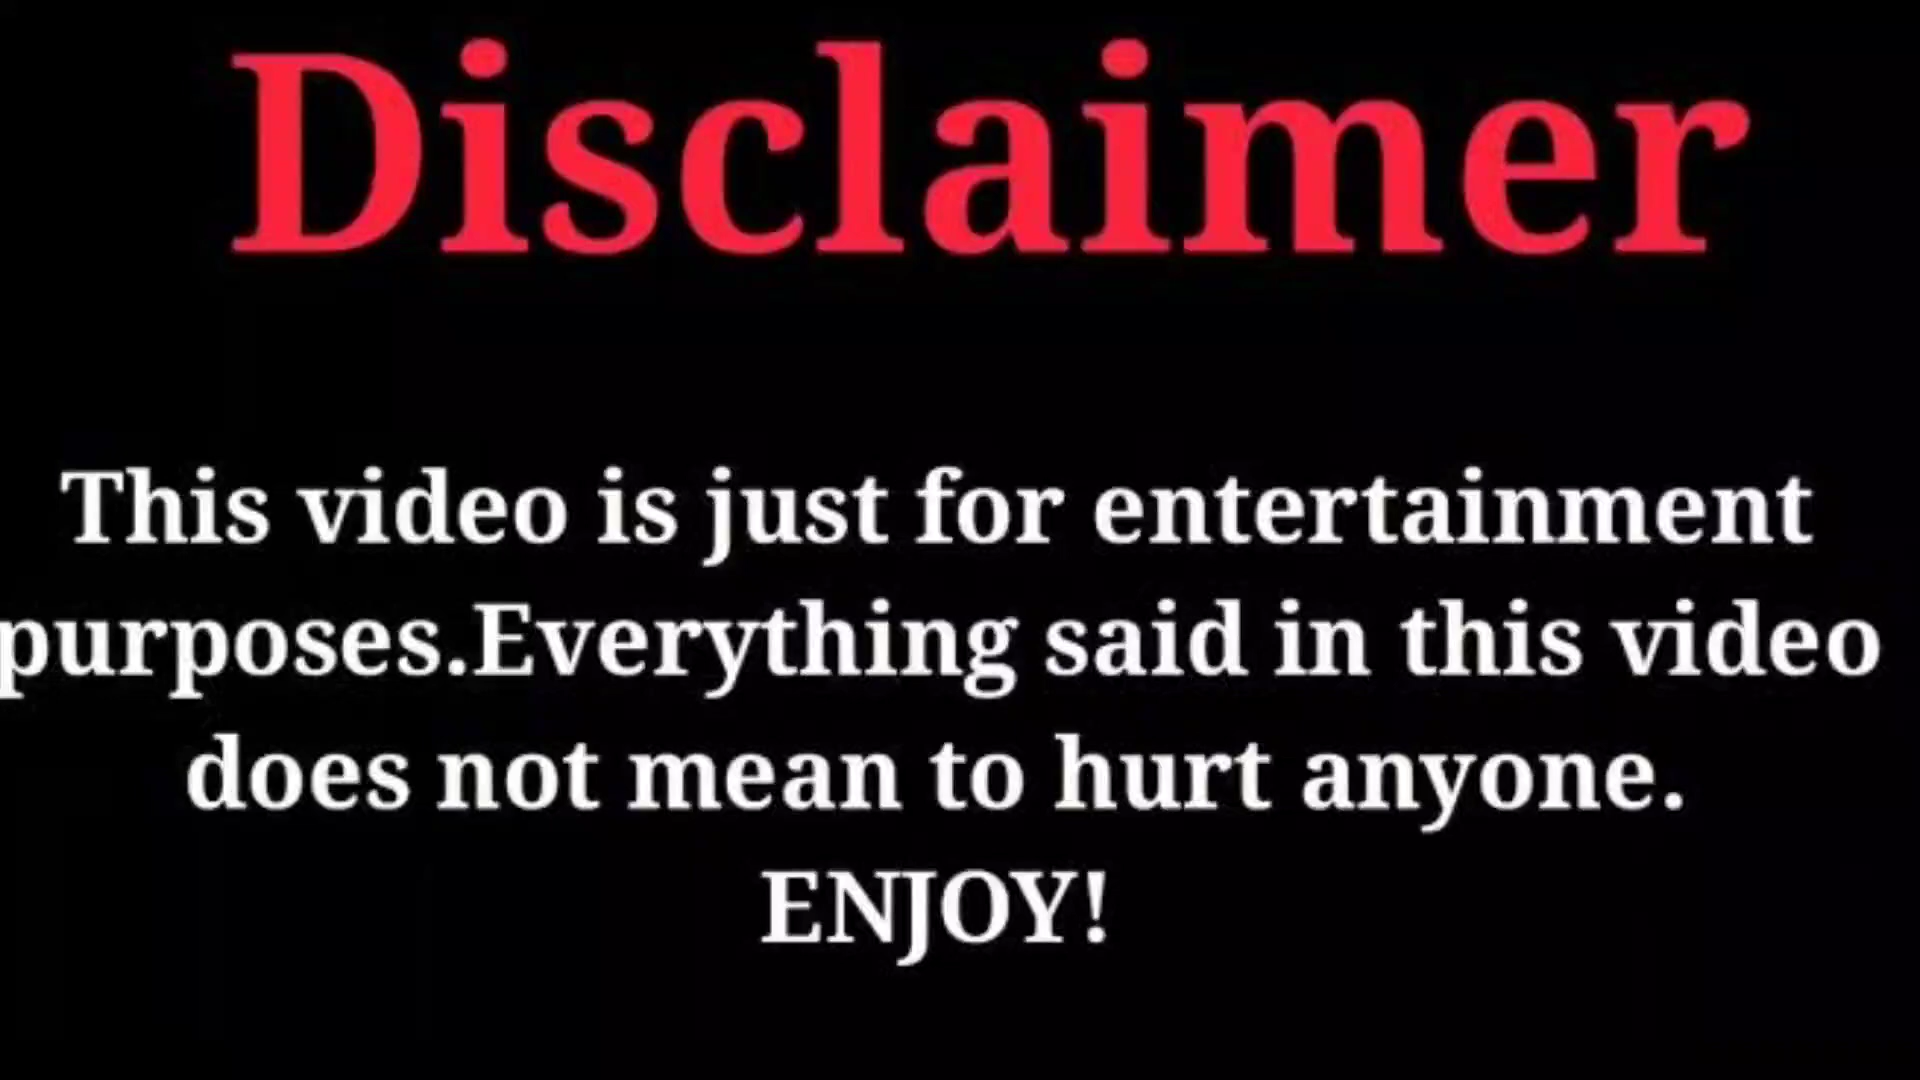 Disclaimer
This video is just for entertainment
purposes.Everything said in this video
does not mean to hurt anyone.
ENJOY!